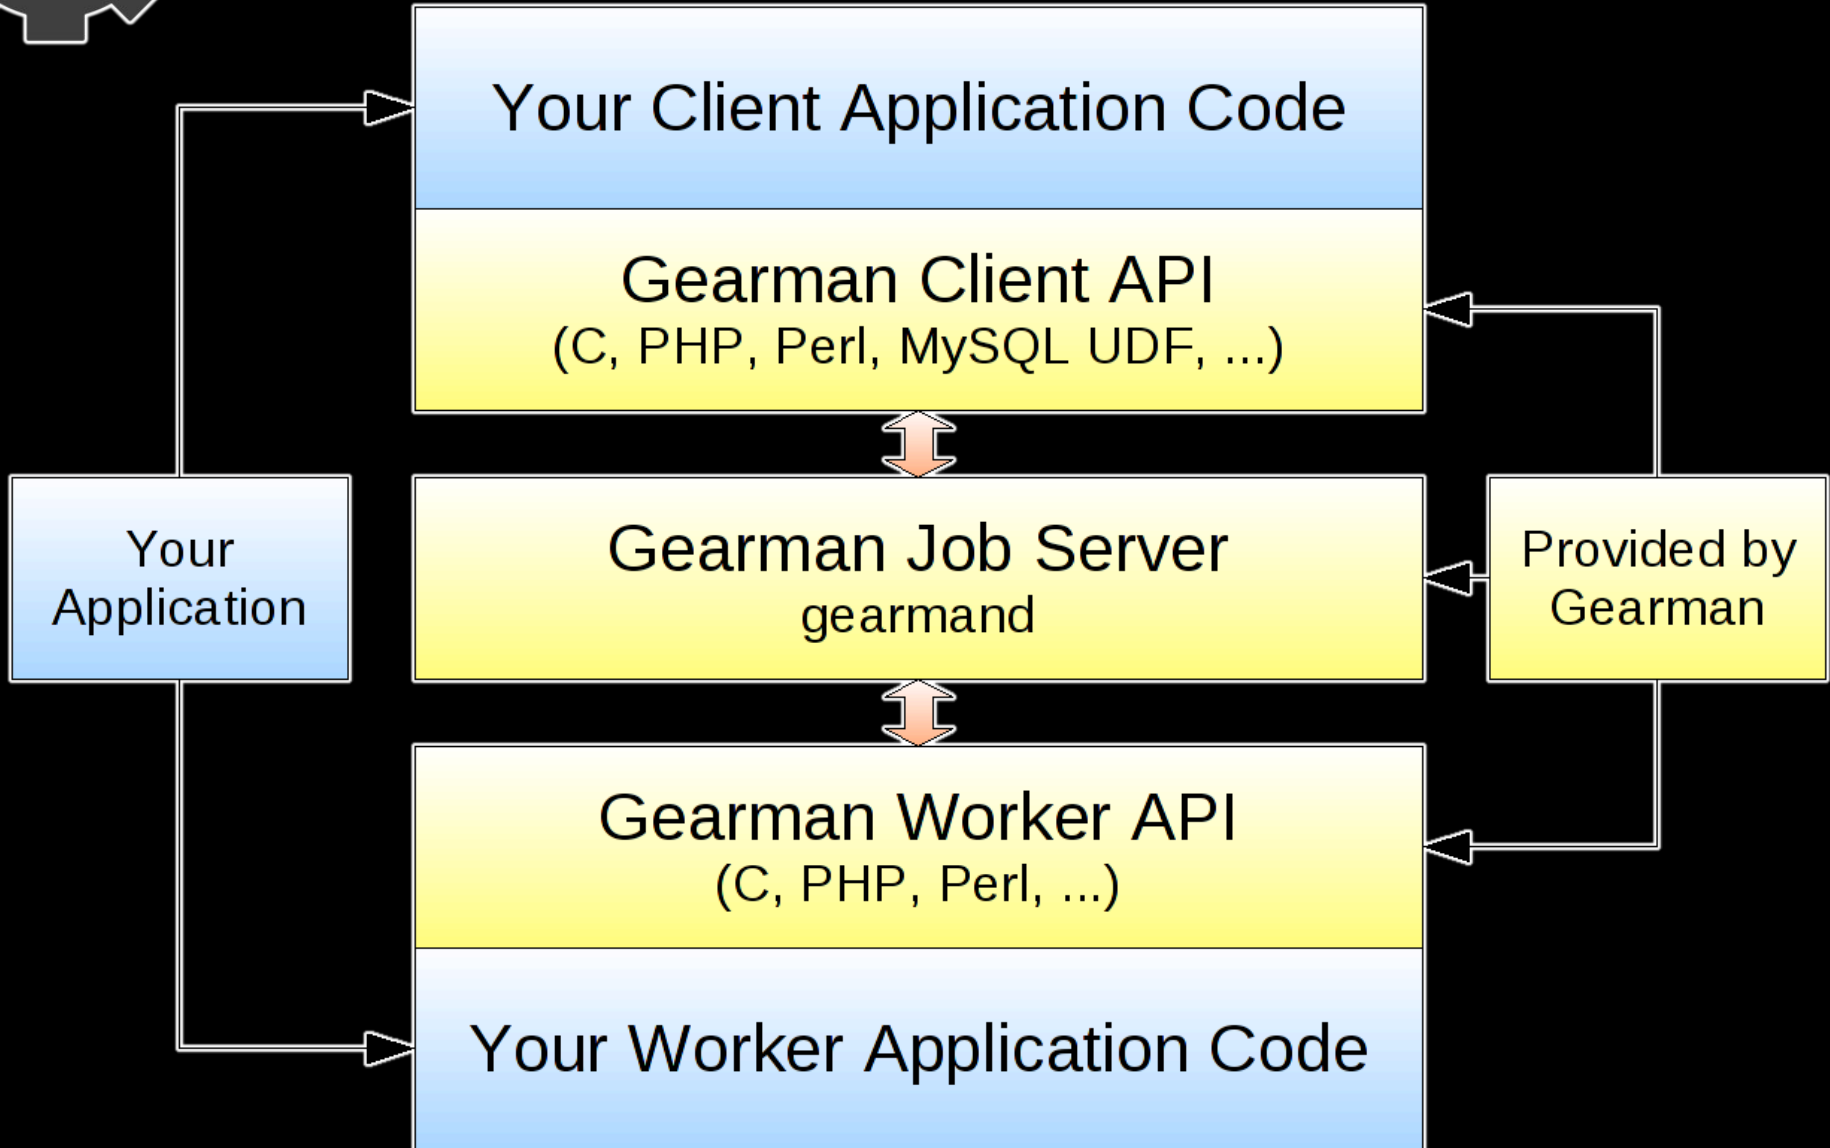 Your Client Application Code
Gearman Client API
(C, PHP, Perl, MySQL UDF, ...)
Your
Application
Gearman Job Server
gearmand
Provided by
Gearman
Gearman Worker API
(C, PHP, Perl, ...)
Your Worker Application Code